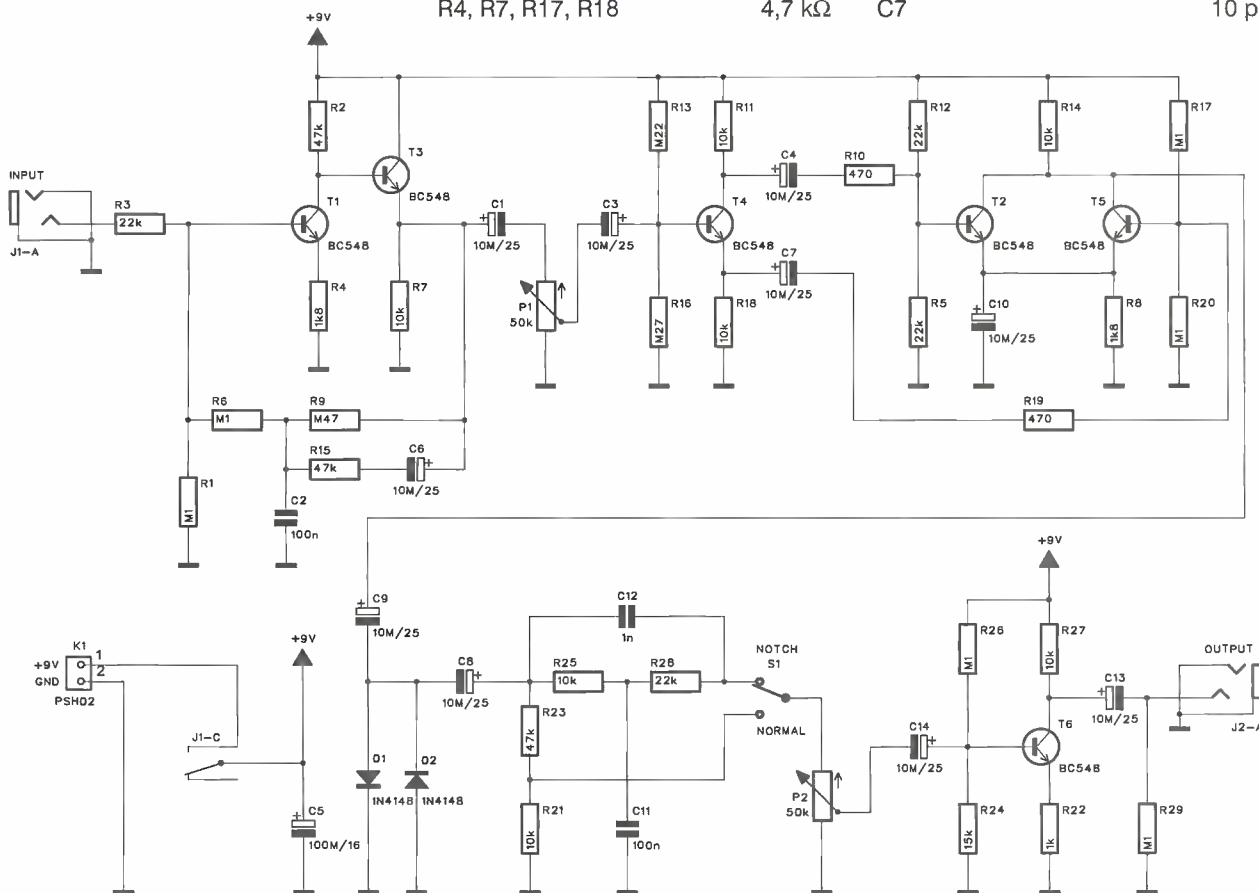 R4, R7, R17, R18 4,7 kΩ C7 10 p
+9V
R2 47k
R13 M22
R11 10k
R12 22k
R14 10k
R17 M1
T3 BC548
INPUT
J1-A
R3 22k
T1 BC548
C1 10M/25
C3 10M/25
T4 BC548
C4 10M/25
R10 470
T2 BC548
T5 BC548
R4 1k8
R7 10k
P1 50k
R16 M27
R18 10k
C7 10M/25
R5 22k
C10 10M/25
R8 1k8
R20 M1
R6 M1
R9 M47
R19 470
R15 47k
C6 10M/25
R1 M1
C2 100n
+9V
C9 10M/25
C12 1n
K1
+9V 1
GND 2
PSH02
+9V
C8 10M/25
R25 10k
R28 22k
NOTCH
S1
NORMAL
R26 M1
R27 10k
OUTPUT
J2-A
C13 10M/25
R23 47k
C14 10M/25
T6 BC548
J1-C
D1 1N4148
D2 1N4148
C5 100M/16
R21 10k
C11 100n
P2 50k
R24 15k
R22 1k
R29 M1